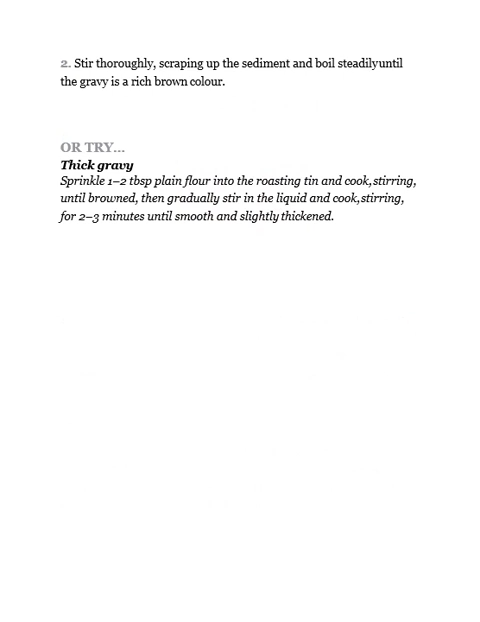 2. Stir thoroughly, scraping up the sediment and boil steadilyuntil
the gravy is a rich brown colour.
OR TRY...
Thick gravy
Sprinkle 1–2 tbsp plain flour into the roasting tin and cook,stirring,
until browned, then gradually stir in the liquid and cook,stirring,
for 2–3 minutes until smooth and slightly thickened.